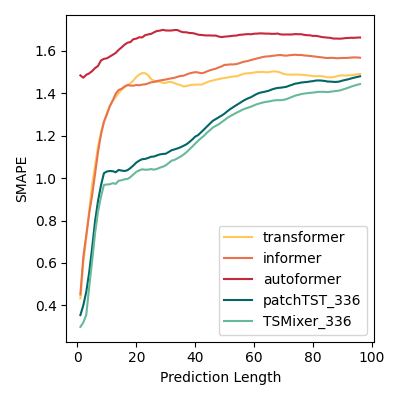 SMAPE
1.6
1.4
1.2
1.0
0.8
0.6
0.4
transformer
informer
autoformer
patchTST_336
TSMixer_336
0 20 40 60 80 100
Prediction Length